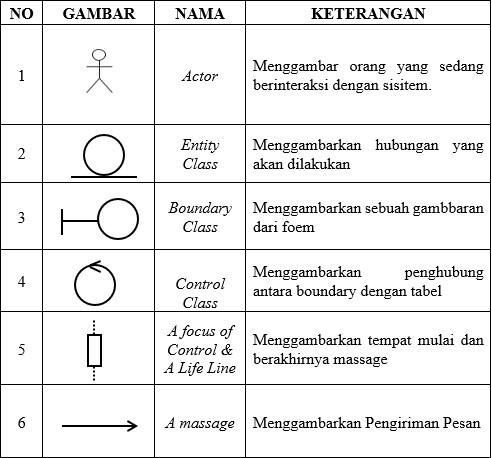 NO GAMBAR NAMA KETERANGAN
1 Actor Menggambar orang yang sedang
berinteraksi dengan sisitem.
2 Entity
Class Menggambarkan hubungan yang
akan dilakukan
3 Boundary
Class Menggambarkan sebuah gambbaran
dari foem
4 Control
Class Menggambarkan penghubung
antara boundary dengan tabel
5 A focus of
Control &
A Life Line Menggambarkan tempat mulai dan
berakhirnya massage
6 A massage Menggambarkan Pengiriman Pesan